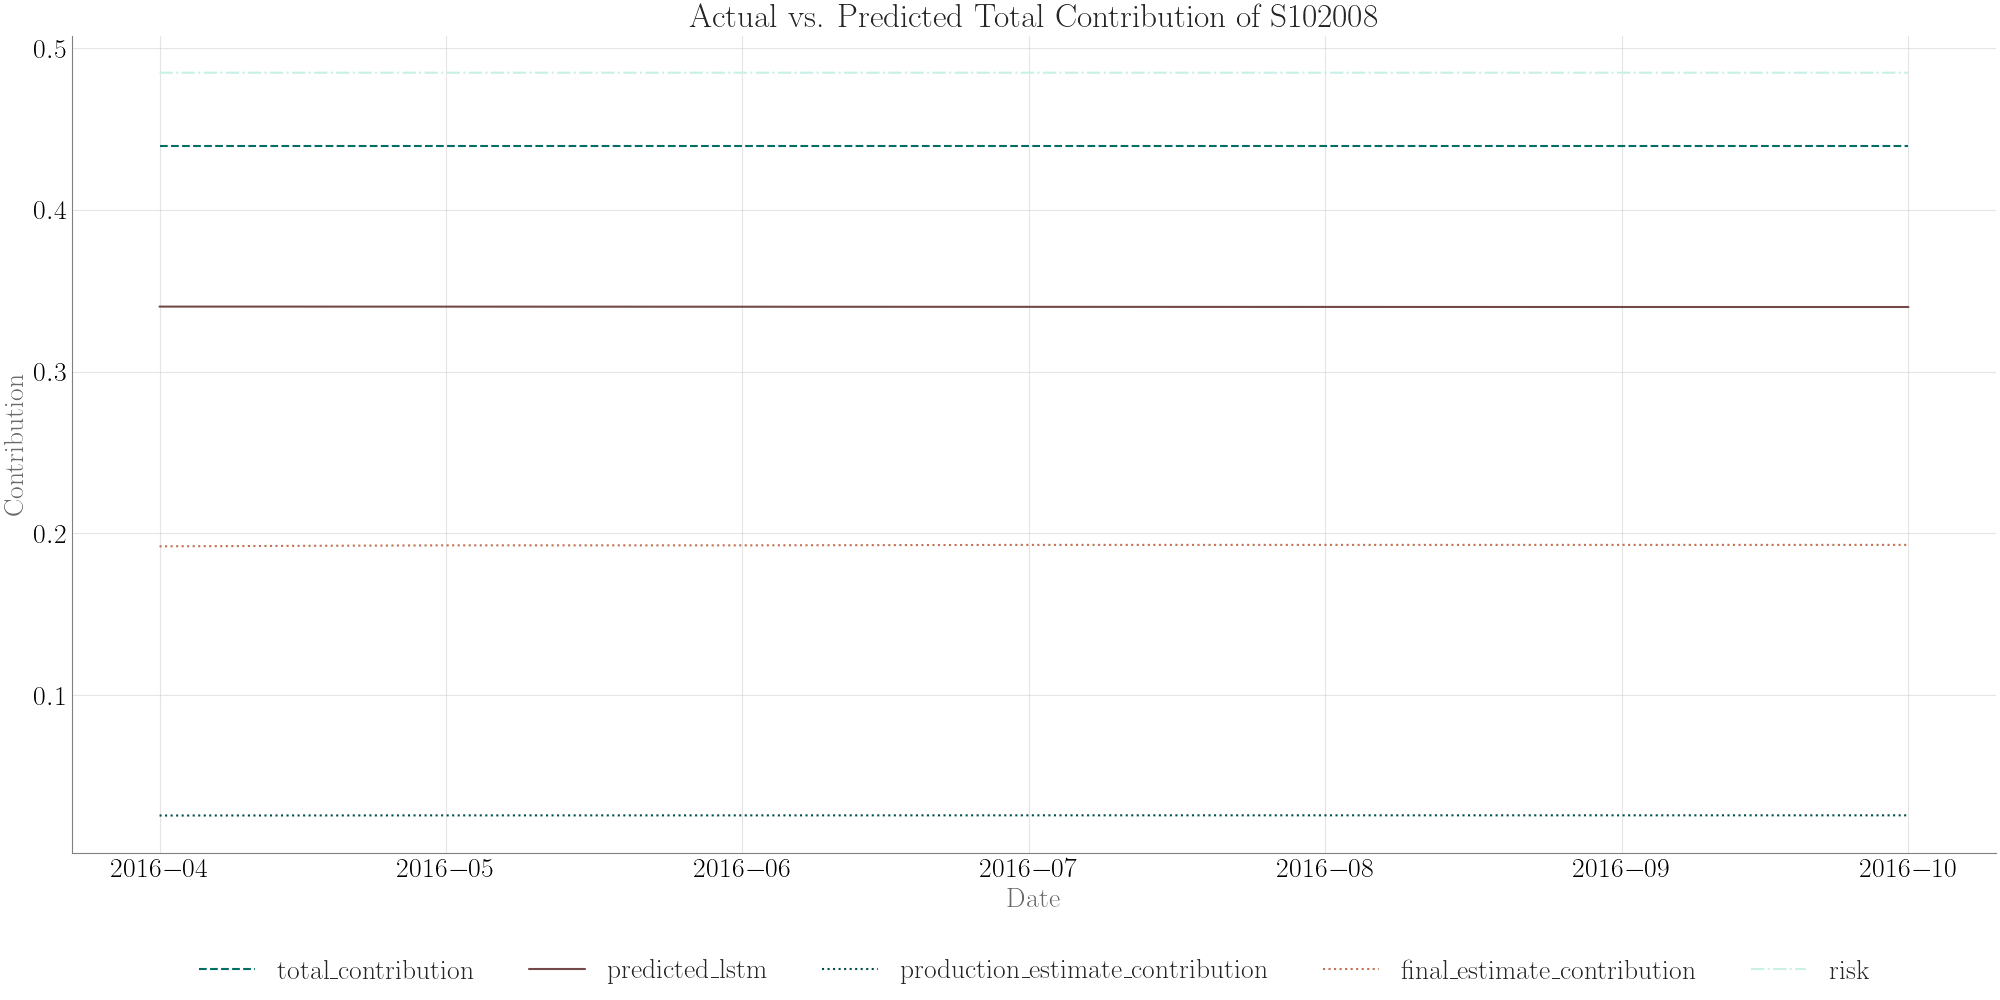 Actual vs. Predicted Total Contribution of S102008
Contribution
0.5
0.4
0.3
0.2
0.1
2016−04 2016−05 2016−06 2016−07 2016−08 2016−09 2016−10
Date
total_contribution predicted_lstm production_estimate_contribution final_estimate_contribution risk